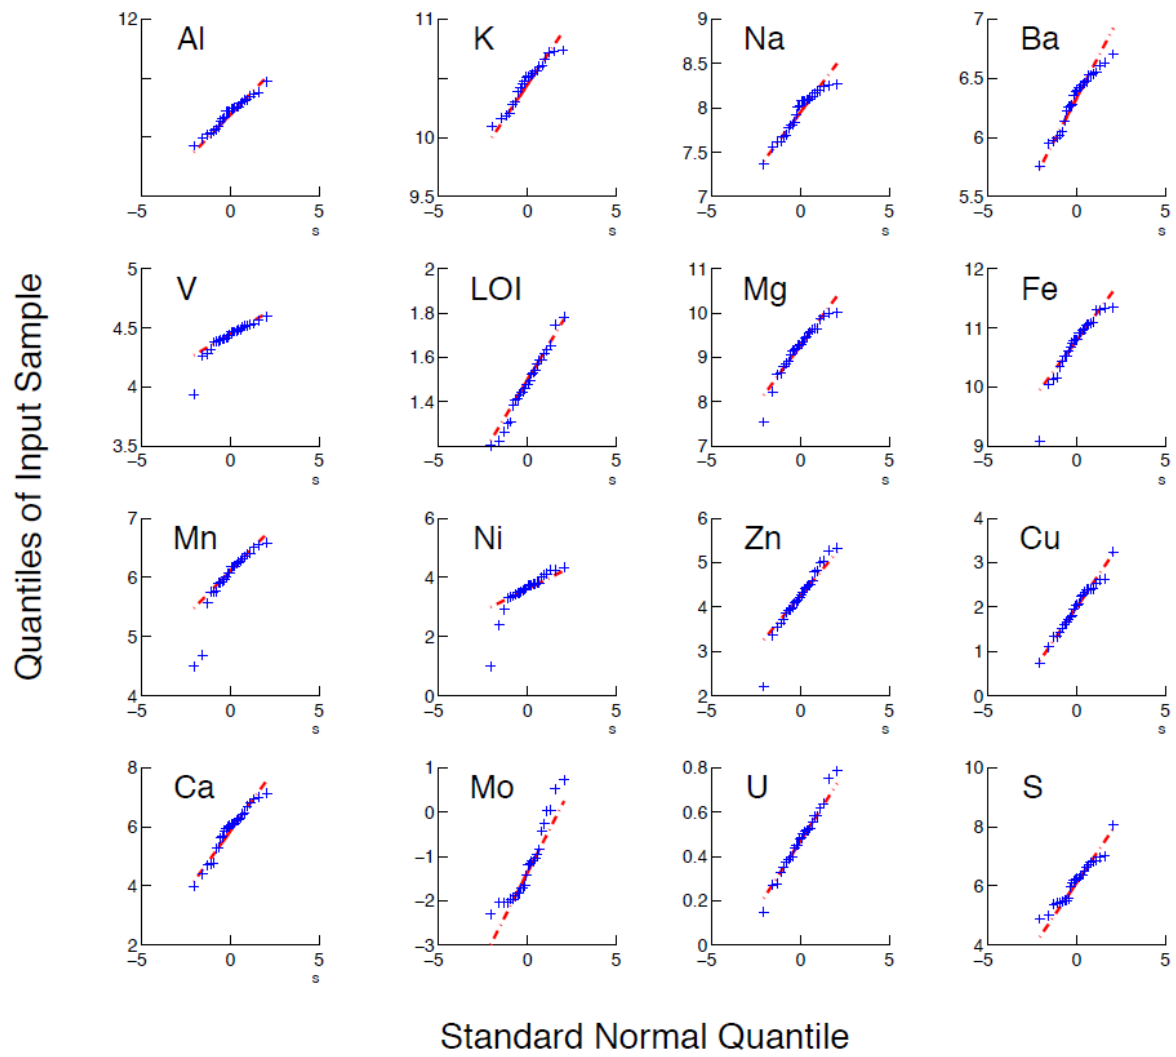 Quantiles of Input Sample
Al
12
−5 0 5
s
K
11
10
9.5
−5 0 5
s
Na
9
8.5
8
7.5
7
−5 0 5
s
Ba
7
6.5
6
5.5
−5 0 5
s
V
5
4.5
4
3.5
−5 0 5
s
LOI
2
1.8
1.6
1.4
−5 0 5
s
Mg
11
10
9
8
7
−5 0 5
s
Fe
12
11
10
9
−5 0 5
s
Mn
7
6
5
4
−5 0 5
s
Ni
6
4
2
0
−5 0 5
s
Zn
6
5
4
3
2
−5 0 5
s
Cu
4
3
2
1
0
−5 0 5
s
Ca
8
6
4
2
−5 0 5
Mo
1
0
−1
−2
−3
−5 0 5
U
0.8
0.6
0.4
0.2
0
−5 0 5
S
10
8
6
4
−5 0 5
Standard Normal Quantile